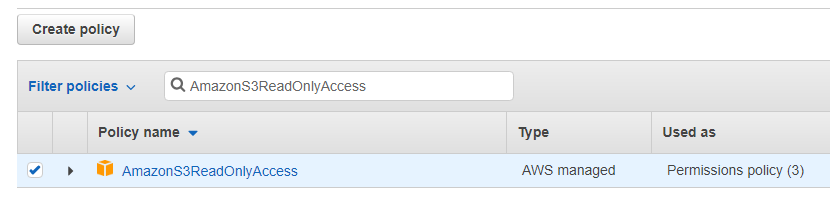 Create policy
Filter policies AmazonS3ReadOnlyAccess
Policy name Type Used as
AmazonS3ReadOnlyAccess AWS managed Permissions policy (3)